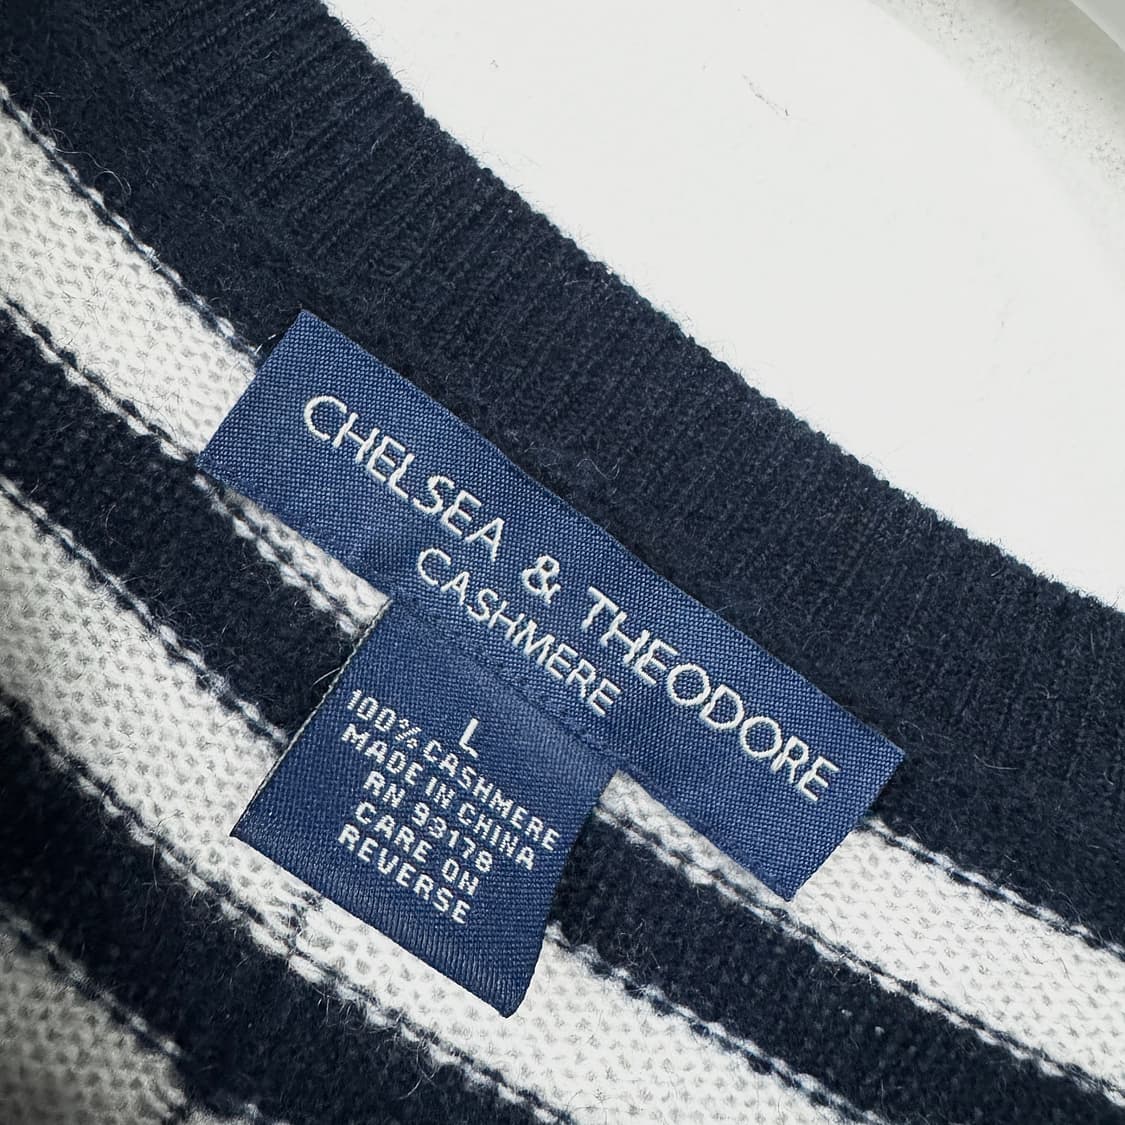 CHELSEA & THEODORE
CASHMERE
L
100% CASHMERE
MADE IN CHINA
RN 93178
CARE ON
REVERSE